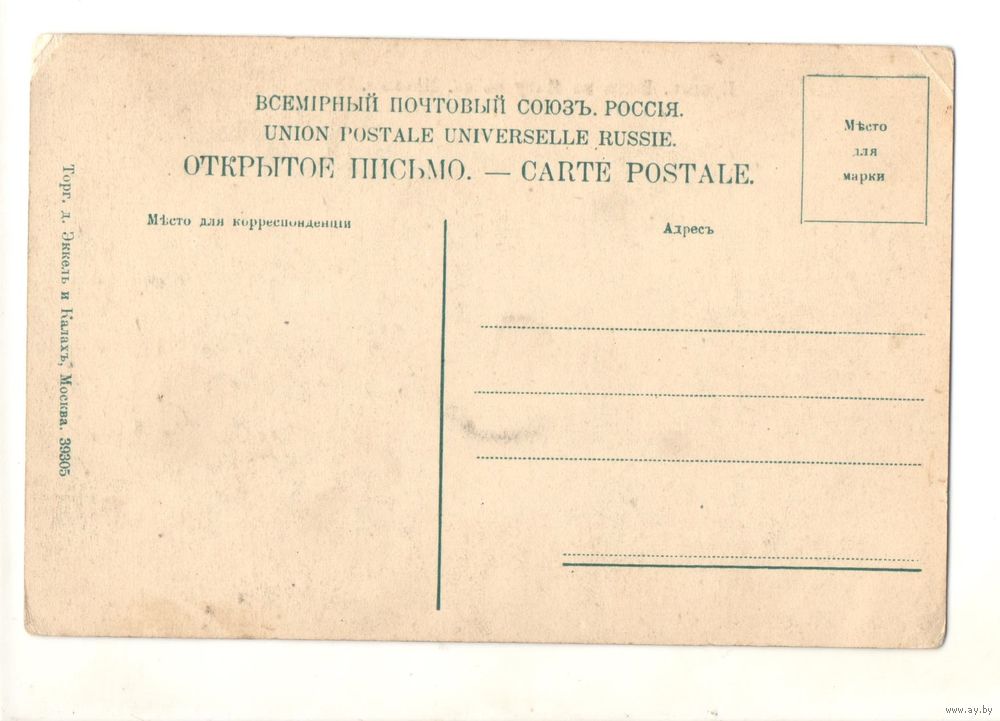 ВСЕМІРНЫЙ ПОЧТОВЫЙ СОЮЗЪ. РОССІЯ.
UNION POSTALE UNIVERSELLE RUSSIE.
ОТКРЫТОЕ ПИСЬМО. — CARTE POSTALE.
Мѣсто
для
марки
Мѣсто для корреспонденціи
Адресъ
Торг. д. Эккель и Калахъ, Москва. 39305
www.ay.by